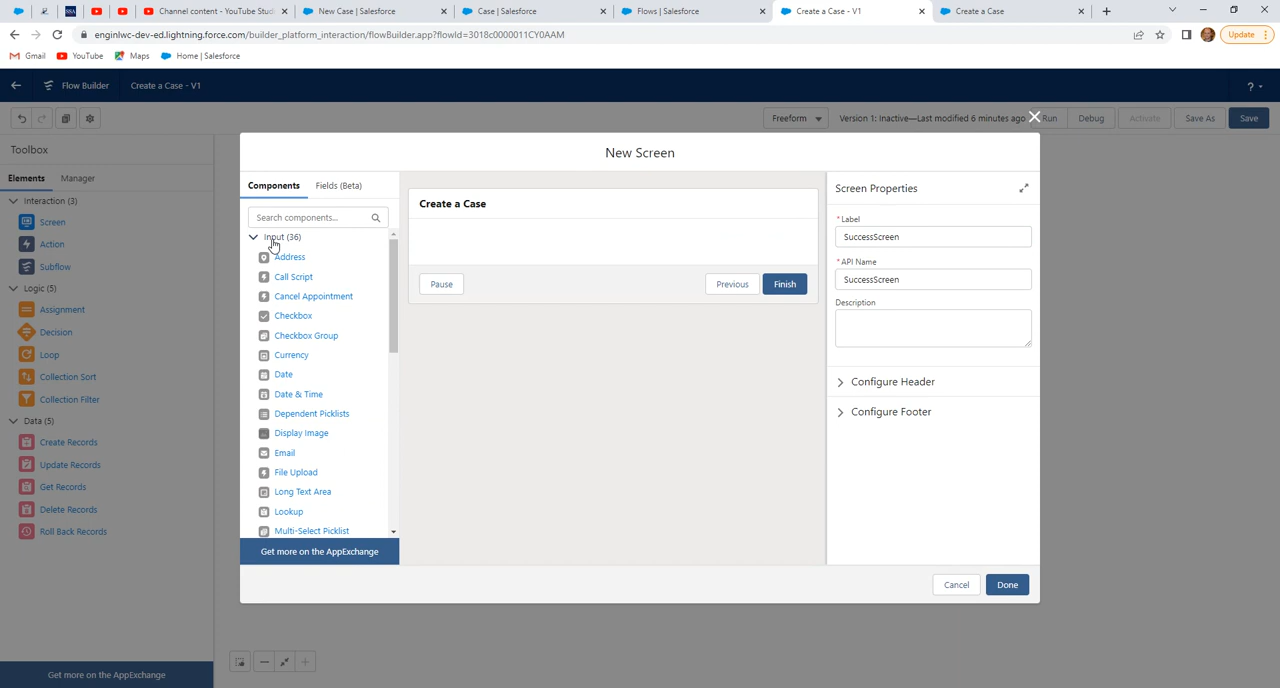 Channel content - YouTube Stud
New Case | Salesforce
Case | Salesforce
Flows | Salesforce
Create a Case - V1
Create a Case
enginlwc-dev-ed.lightning.force.com/builder_platform_interaction/flowBuilder.app?flowId=3018c0000011CY0AAM
Update
Gmail
YouTube
Maps
Home | Salesforce
Flow Builder
Create a Case - V1
?
Freeform
Version 1: Inactive—Last modified 6 minutes ago
Run
Debug
Activate
Save As
Save
Toolbox
Elements
Manager
Interaction (3)
Screen
Action
Subflow
Logic (5)
Assignment
Decision
Loop
Collection Sort
Collection Filter
Data (5)
Create Records
Update Records
Get Records
Delete Records
Roll Back Records
Get more on the AppExchange
New Screen
Components
Fields (Beta)
Search components...
Input (36)
Address
Call Script
Cancel Appointment
Checkbox
Checkbox Group
Currency
Date
Date & Time
Dependent Picklists
Display Image
Email
File Upload
Long Text Area
Lookup
Multi-Select Picklist
Get more on the AppExchange
Create a Case
Pause
Previous
Finish
Screen Properties
* Label
SuccessScreen
* API Name
SuccessScreen
Description
Configure Header
Configure Footer
Cancel
Done